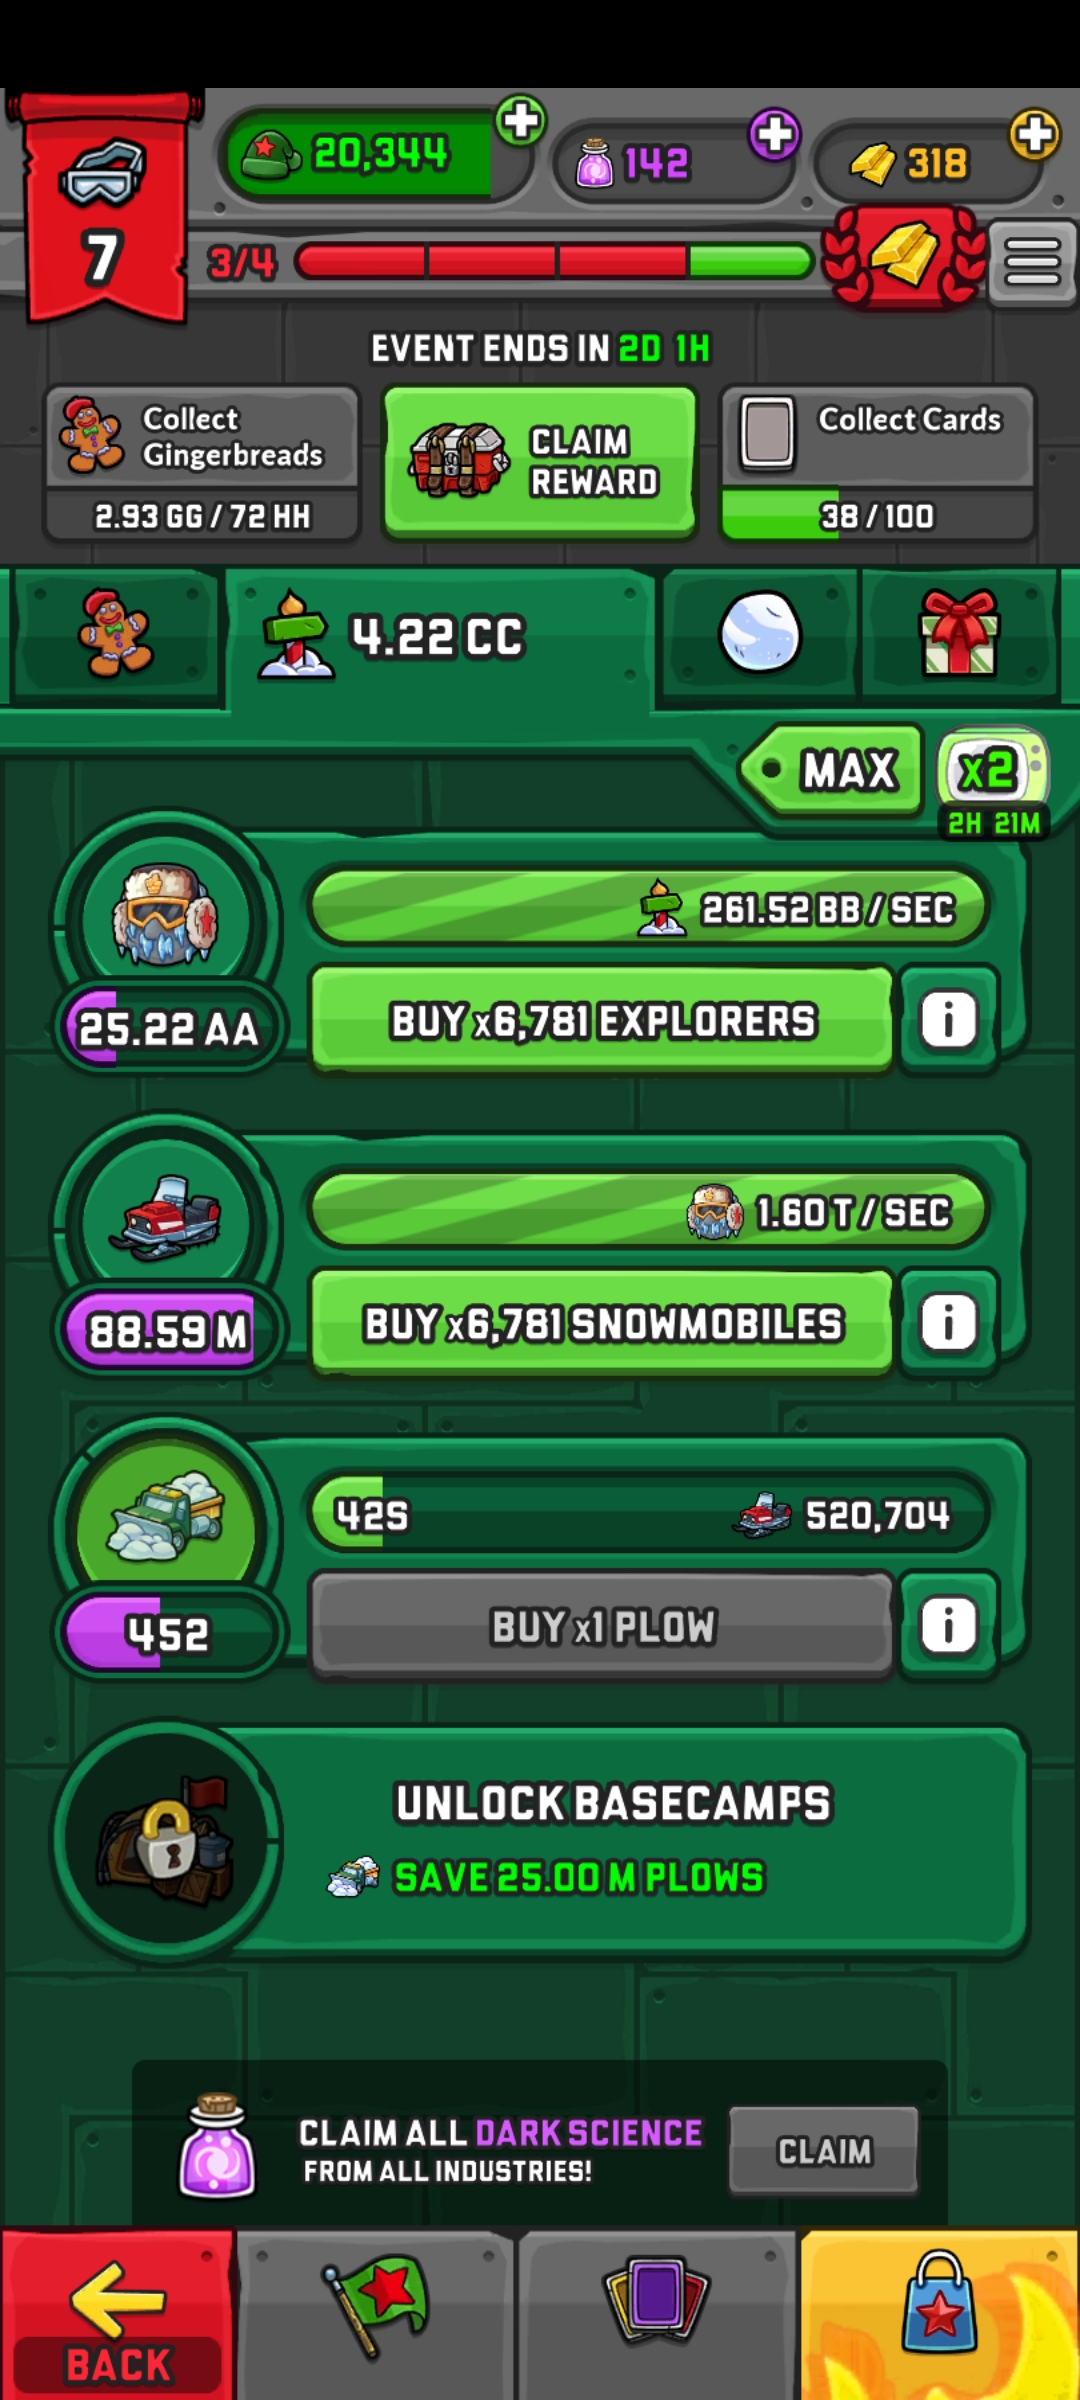 20,344
142
318
7
3/4
EVENT ENDS IN 2D 1H
Collect
Gingerbreads
2.93 GG / 72 HH
CLAIM
REWARD
Collect Cards
38 / 100
4.22 CC
MAX
x2
2H 21M
261.52 BB / SEC
25.22 AA
BUY x6,781 EXPLORERS
i
1.60 T / SEC
88.59 M
BUY x6,781 SNOWMOBILES
i
42S
520,704
452
BUY x1 PLOW
i
UNLOCK BASECAMPS
SAVE 25.00 M PLOWS
CLAIM ALL DARK SCIENCE
FROM ALL INDUSTRIES!
CLAIM
BACK